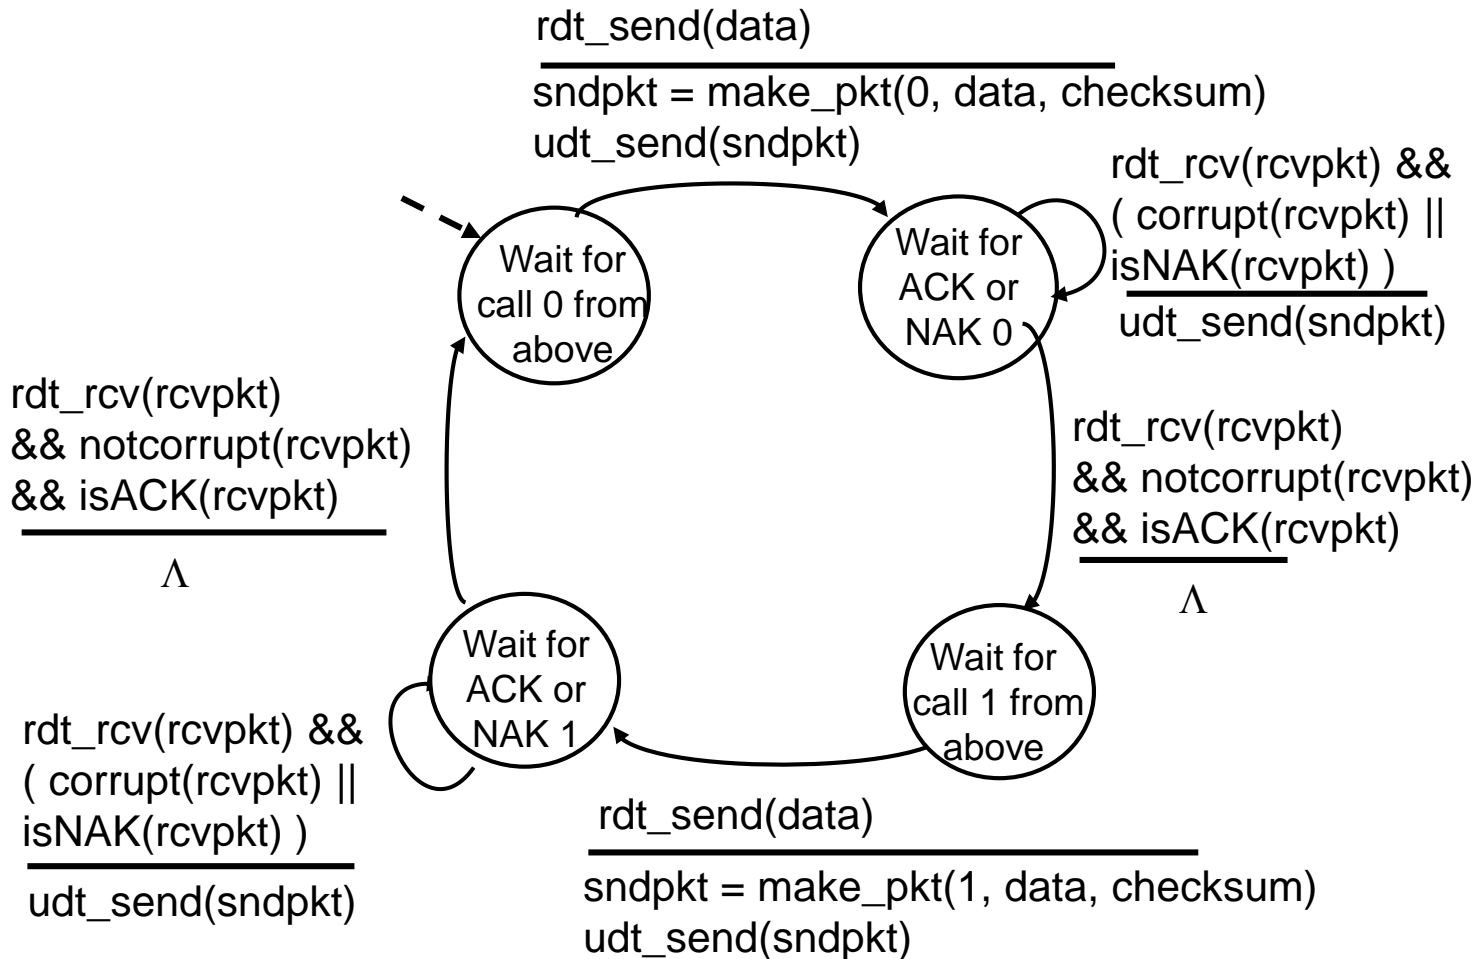 rdt_send(data)
sndpkt = make_pkt(0, data, checksum)
udt_send(sndpkt)
rdt_rcv(rcvpkt) &&
( corrupt(rcvpkt) ||
isNAK(rcvpkt) )
udt_send(sndpkt)
Wait for
call 0 from
above
Wait for
ACK or
NAK 0
rdt_rcv(rcvpkt)
&& notcorrupt(rcvpkt)
&& isACK(rcvpkt)
Λ
rdt_rcv(rcvpkt)
&& notcorrupt(rcvpkt)
&& isACK(rcvpkt)
Λ
Wait for
ACK or
NAK 1
Wait for
call 1 from
above
rdt_rcv(rcvpkt) &&
( corrupt(rcvpkt) ||
isNAK(rcvpkt) )
udt_send(sndpkt)
rdt_send(data)
sndpkt = make_pkt(1, data, checksum)
udt_send(sndpkt)